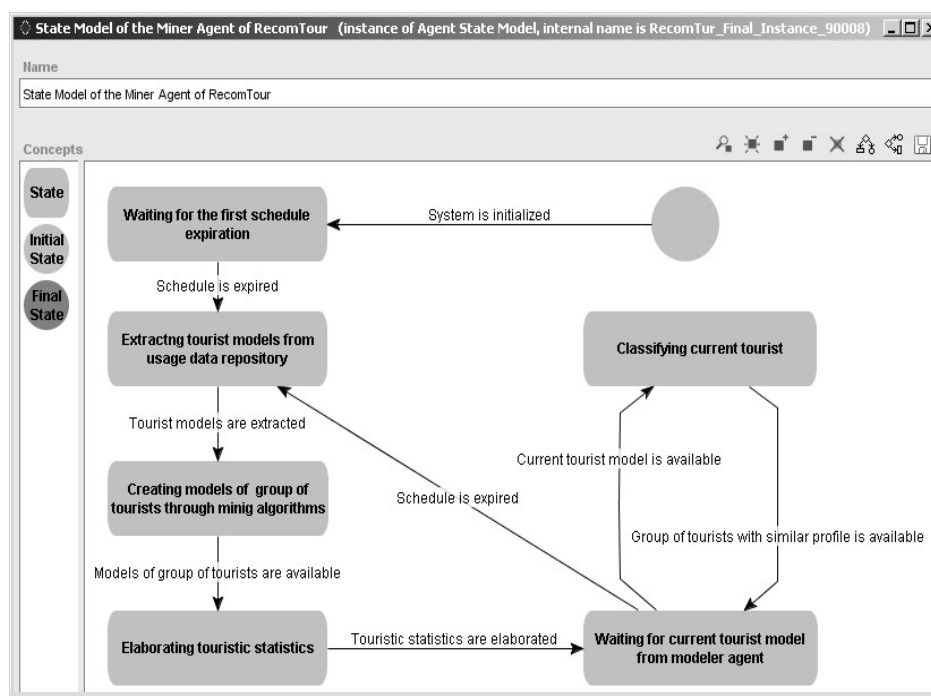 State Model of the Miner Agent of RecomTour (instance of Agent State Model, internal name is RecomTur_Final_Instance_90008)
Name
State Model of the Miner Agent of RecomTour
Concepts
State
Initial
State
Final
State
Waiting for the first schedule
expiration
System is initialized
Schedule is expired
Extractng tourist models from
usage data repository
Classifying current tourist
Tourist models are extracted
Current tourist model is available
Creating models of group of
tourists through minig algorithms
Schedule is expired
Group of tourists with similar profile is available
Models of group of tourists are available
Elaborating touristic statistics
Touristic statistics are elaborated
Waiting for current tourist model
from modeler agent